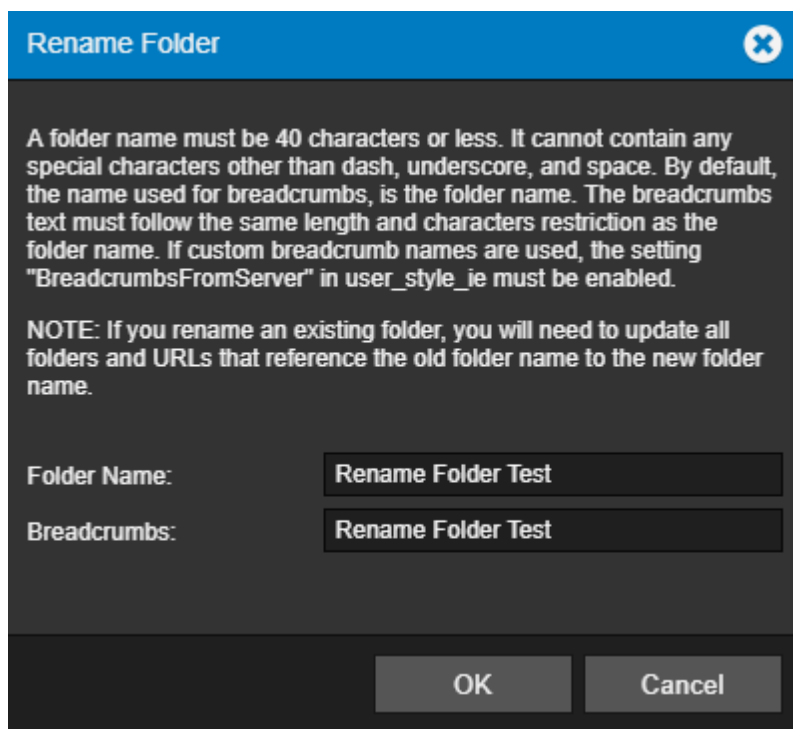 Rename Folder
A folder name must be 40 characters or less. It cannot contain any
special characters other than dash, underscore, and space. By default,
the name used for breadcrumbs, is the folder name. The breadcrumbs
text must follow the same length and characters restriction as the
folder name. If custom breadcrumb names are used, the setting
"BreadcrumbsFromServer" in user_style_ie must be enabled.
NOTE: If you rename an existing folder, you will need to update all
folders and URLs that reference the old folder name to the new folder
name.
Folder Name: Rename Folder Test
Breadcrumbs: Rename Folder Test
OK Cancel